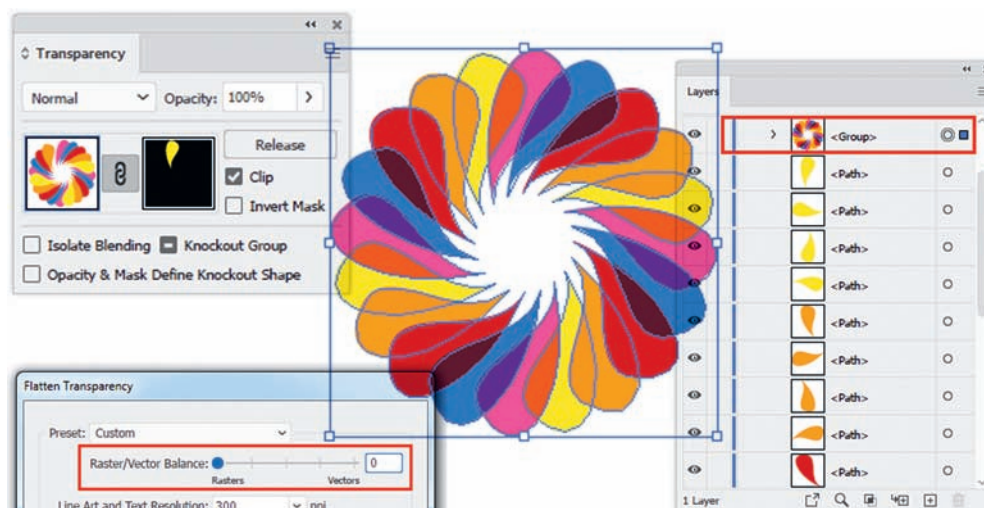 Transparency
Normal Opacity: 100%
Release
Clip
Invert Mask
Isolate Blending Knockout Group
Opacity & Mask Define Knockout Shape
Flatten Transparency
Preset: Custom
Raster/Vector Balance: 0
Rasters Vectors
Line Art and Text Resolution: 300 ppi
Layers
<Group>
<Path>
<Path>
<Path>
<Path>
<Path>
<Path>
<Path>
<Path>
<Path>
1 Layer